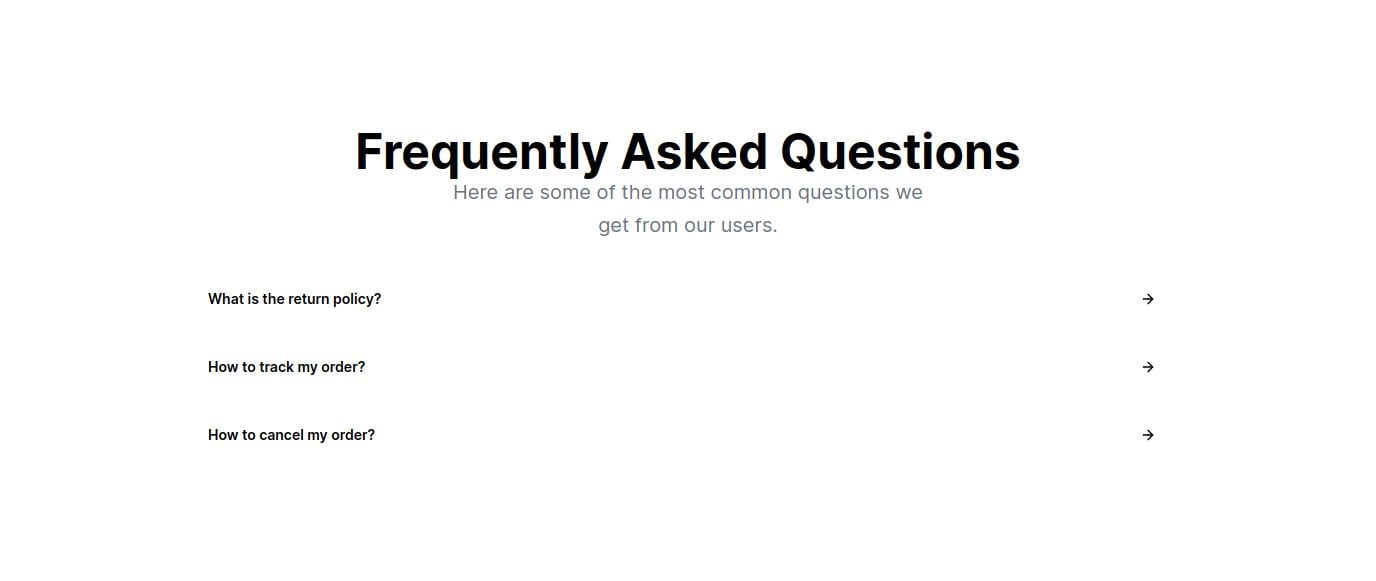 Frequently Asked Questions
Here are some of the most common questions we
get from our users.
What is the return policy?
How to track my order?
How to cancel my order?